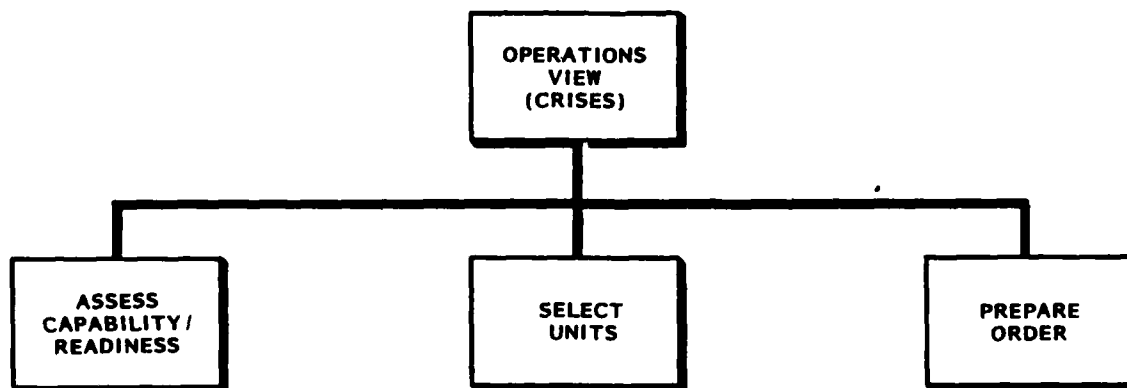 OPERATIONS
VIEW
(CRISES)
ASSESS
CAPABILITY/
READINESS
SELECT
UNITS
PREPARE
ORDER